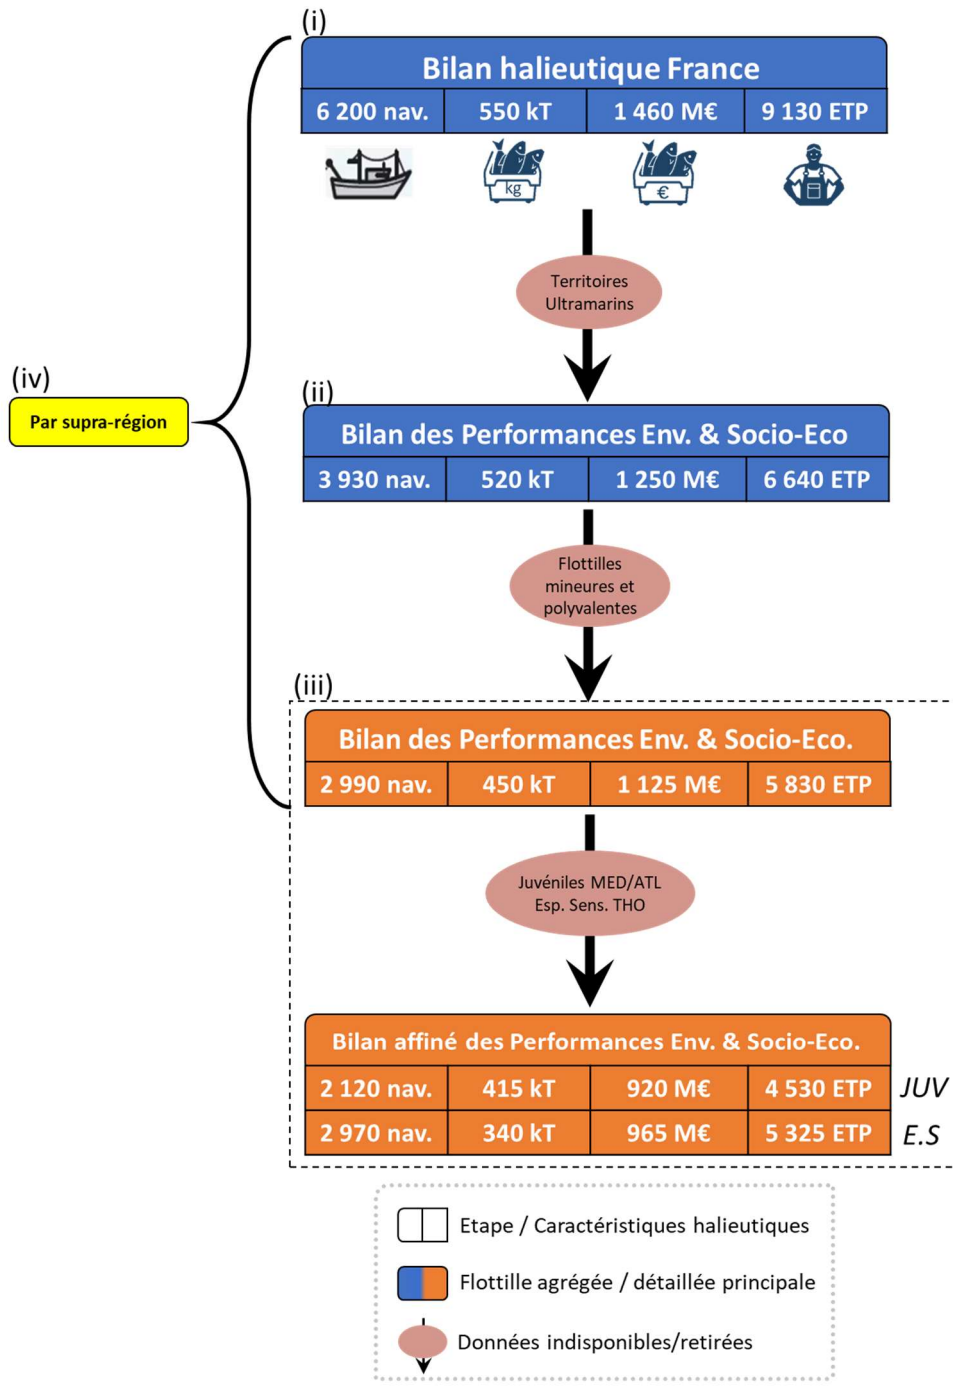 (i)
Bilan halieutique France
6 200 nav. 550 kT 1 460 M€ 9 130 ETP
kg €
Territoires
Ultramarins
(iv)
Par supra-région
(ii)
Bilan des Performances Env. & Socio-Eco
3 930 nav. 520 kT 1 250 M€ 6 640 ETP
Flottilles
mineures et
polyvalentes
(iii)
Bilan des Performances Env. & Socio-Eco.
2 990 nav. 450 kT 1 125 M€ 5 830 ETP
Juvéniles MED/ATL
Esp. Sens. THO
Bilan affiné des Performances Env. & Socio-Eco.
2 120 nav. 415 kT 920 M€ 4 530 ETP JUV
2 970 nav. 340 kT 965 M€ 5 325 ETP E.S
Etape / Caractéristiques halieutiques
Flottille agrégée / détaillée principale
Données indisponibles/retirées